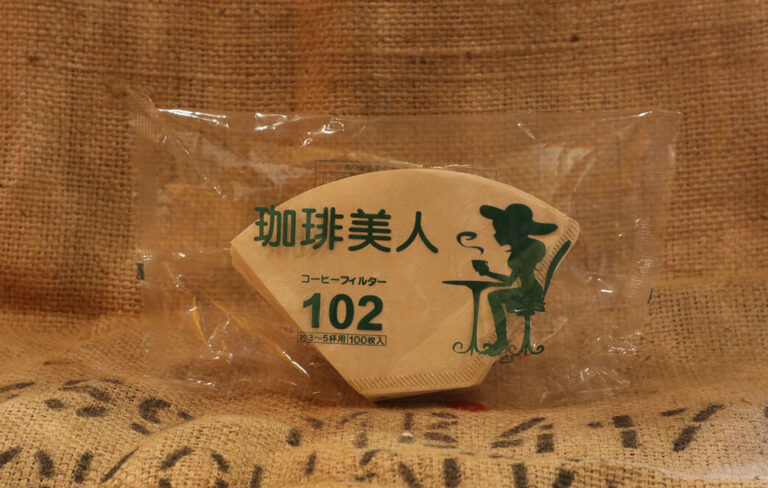 珈琲美人
コーヒーフィルター
102
約3〜5杯用 100枚入